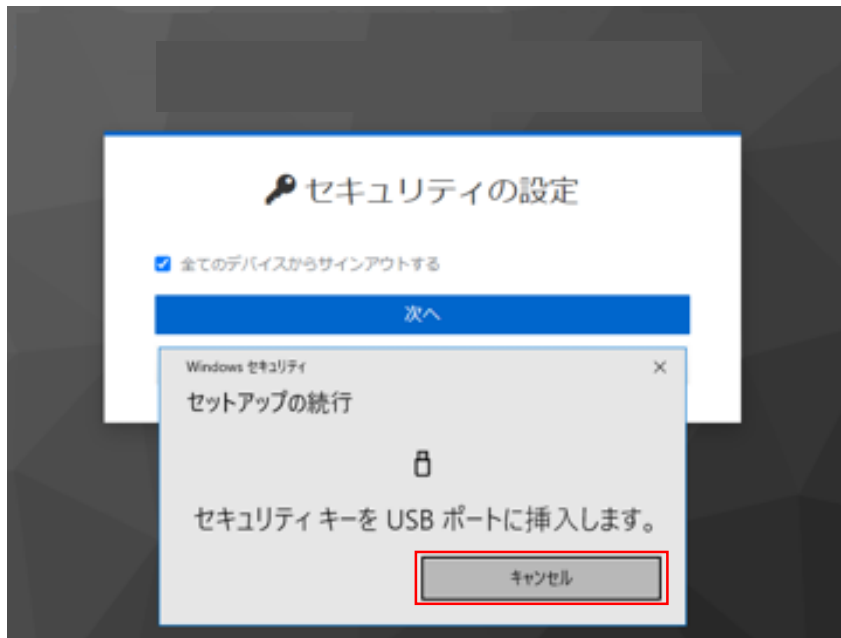 セキュリティの設定
全てのデバイスからサインアウトする
次へ
Windows セキュリティ
セットアップの続行
セキュリティ キーを USB ポートに挿入します。
キャンセル